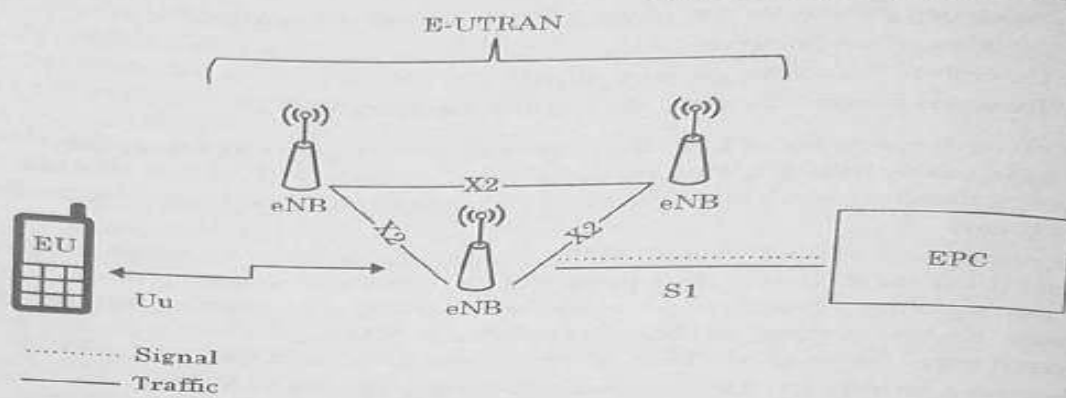 E-UTRAN
X2
eNB
eNB
X2
X2
EU
EPC
Uu
eNB
S1
Signal
Traffic